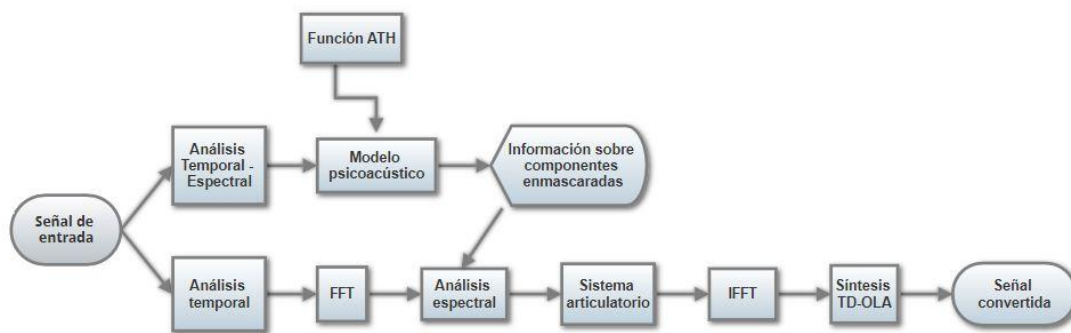 Función ATH
Análisis
Temporal -
Espectral
Modelo
psicoacústico
Información sobre
componentes
enmascaradas
Señal de
entrada
Análisis
temporal
FFT
Análisis
espectral
Sistema
articulatorio
IFFT
Síntesis
TD-OLA
Señal
convertida